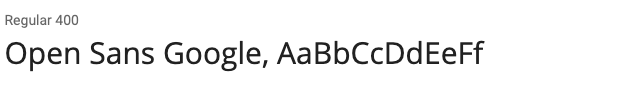 Regular 400
Open Sans Google, AaBbCcDdEeFf